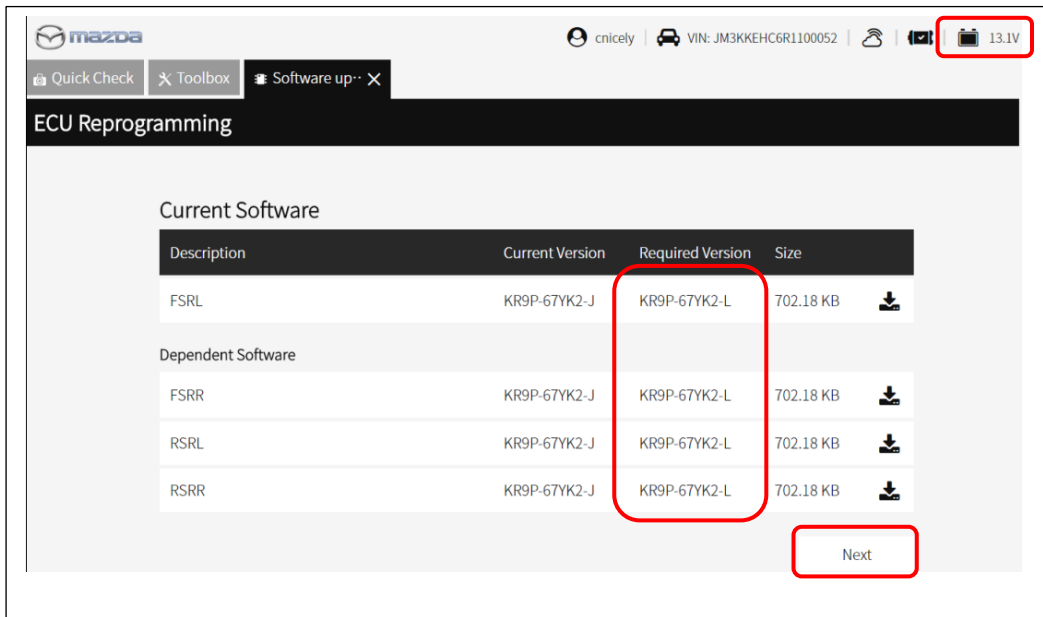 mazda
cnicely
VIN: JM3KKEHC6R1100052
13.1V
Quick Check
Toolbox
Software up··
ECU Reprogramming
Current Software
Description Current Version Required Version Size
FSRL KR9P-67YK2-J KR9P-67YK2-L 702.18 KB
Dependent Software
FSRR KR9P-67YK2-J KR9P-67YK2-L 702.18 KB
RSRL KR9P-67YK2-J KR9P-67YK2-L 702.18 KB
RSRR KR9P-67YK2-J KR9P-67YK2-L 702.18 KB
Next